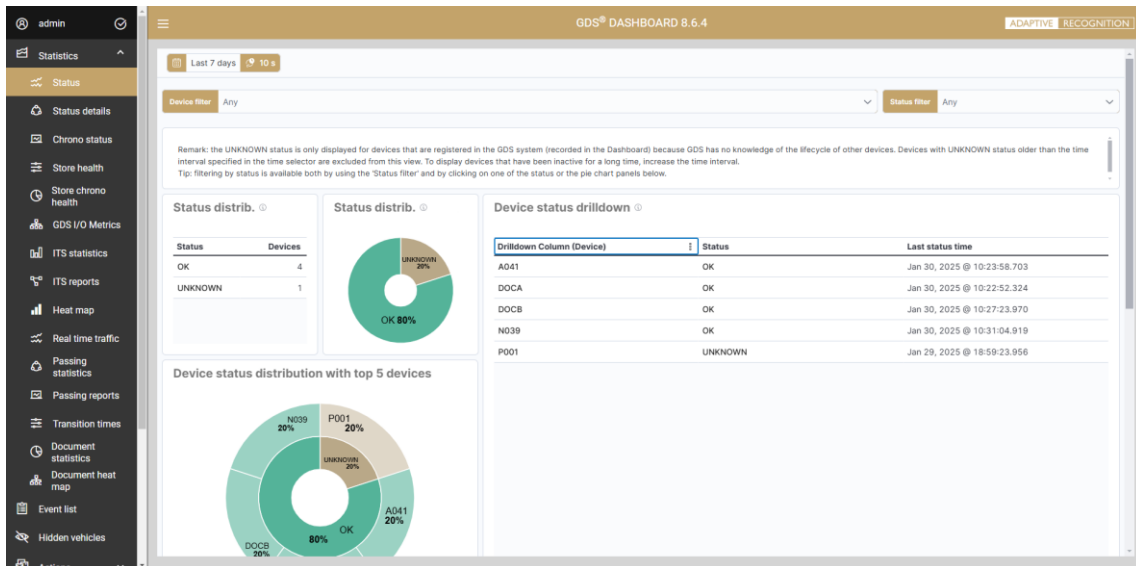 admin
Statistics
Status
Status details
Chrono status
Store health
Store chrono
health
GDS I/O Metrics
ITS statistics
ITS reports
Heat map
Real time traffic
Passing
statistics
Passing reports
Transition times
Document
statistics
Document heat
map
Event list
Hidden vehicles
GDS® DASHBOARD 8.6.4
ADAPTIVE RECOGNITION
Last 7 days 10 s
Device filter Any
Status filter Any
Remark: the UNKNOWN status is only displayed for devices that are registered in the GDS system (recorded in the Dashboard) because GDS has no knowledge of the lifecycle of other devices. Devices with UNKNOWN status older than the time
interval specified in the time selector are excluded from this view. To display devices that have been inactive for a long time, increase the time interval.
Tip: filtering by status is available both by using the 'Status filter' and by clicking on one of the status or the pie chart panels below.
Status distrib.
Status Devices
OK 4
UNKNOWN 1
Status distrib.
UNKNOWN
20%
OK 80%
Device status drilldown
Drilldown Column (Device) Status Last status time
A041 OK Jan 30, 2025 @ 10:23:58.703
DOCA OK Jan 30, 2025 @ 10:22:52.324
DOCB OK Jan 30, 2025 @ 10:27:23.970
N039 OK Jan 30, 2025 @ 10:31:04.919
P001 UNKNOWN Jan 29, 2025 @ 18:59:23.956
Device status distribution with top 5 devices
N039
20%
P001
20%
UNKNOWN
20%
A041
20%
OK
80%
DOCB
20%